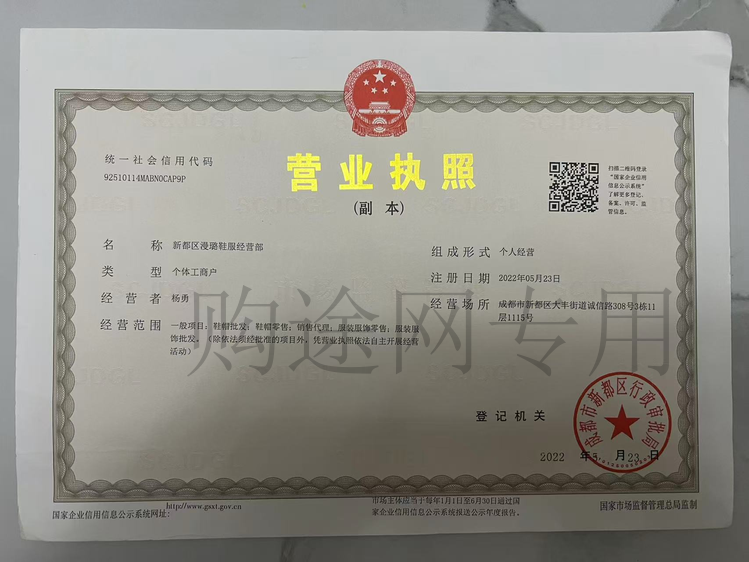 统一社会信用代码
92510114MABN0CAP9P
营业执照
(副 本)
扫描二维码登录
“国家企业信用
信息公示系统”
了解更多登记、
备案、许可、监
管信息。
名 称 新都区漫璐鞋服经营部
类 型 个体工商户
经 营 者 杨勇
经营范围 一般项目：鞋帽批发；鞋帽零售；销售代理；服装服饰零售；服装服
饰批发。（除依法须经批准的项目外，凭营业执照依法自主开展经营
活动）
组成形式 个人经营
注册日期 2022年05月23日
经营场所 成都市新都区大丰街道诚信路308号3栋11
层1115号
购途网专用
登记机关
成都市新都区行政审批局
2022 年5 月23 日
http://www.gsxt.gov.cn
国家企业信用信息公示系统网址：
市场主体应当于每年1月1日至6月30日通过国
家企业信用信息公示系统报送公示年度报告。
国家市场监督管理总局监制